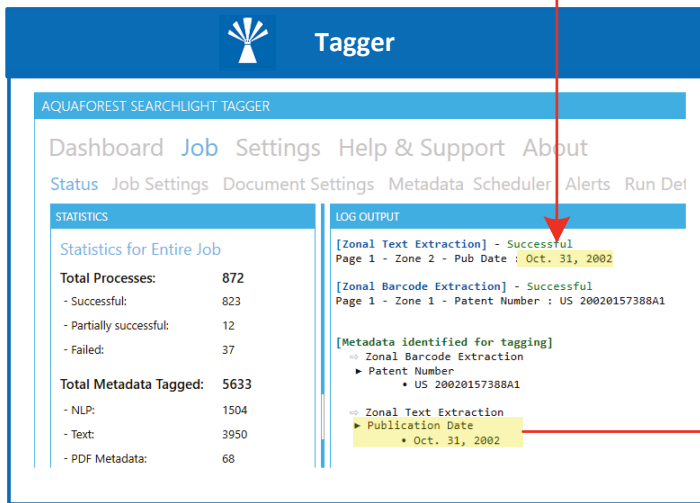 Tagger
AQUAFOREST SEARCHLIGHT TAGGER
Dashboard Job Settings Help & Support About
Status Job Settings Document Settings Metadata Scheduler Alerts Run Det
STATISTICS
Statistics for Entire Job
Total Processes: 872
- Successful: 823
- Partially successful: 12
- Failed: 37
Total Metadata Tagged: 5633
- NLP: 1504
- Text: 3950
- PDF Metadata: 68
LOG OUTPUT
[Zonal Text Extraction] - Successful
Page 1 - Zone 2 - Pub Date : Oct. 31, 2002
[Zonal Barcode Extraction] - Successful
Page 1 - Zone 1 - Patent Number : US 20020157388A1
[Metadata identified for tagging]
⇨ Zonal Barcode Extraction
▶ Patent Number
• US 20020157388A1
⇨ Zonal Text Extraction
▶ Publication Date
• Oct. 31, 2002